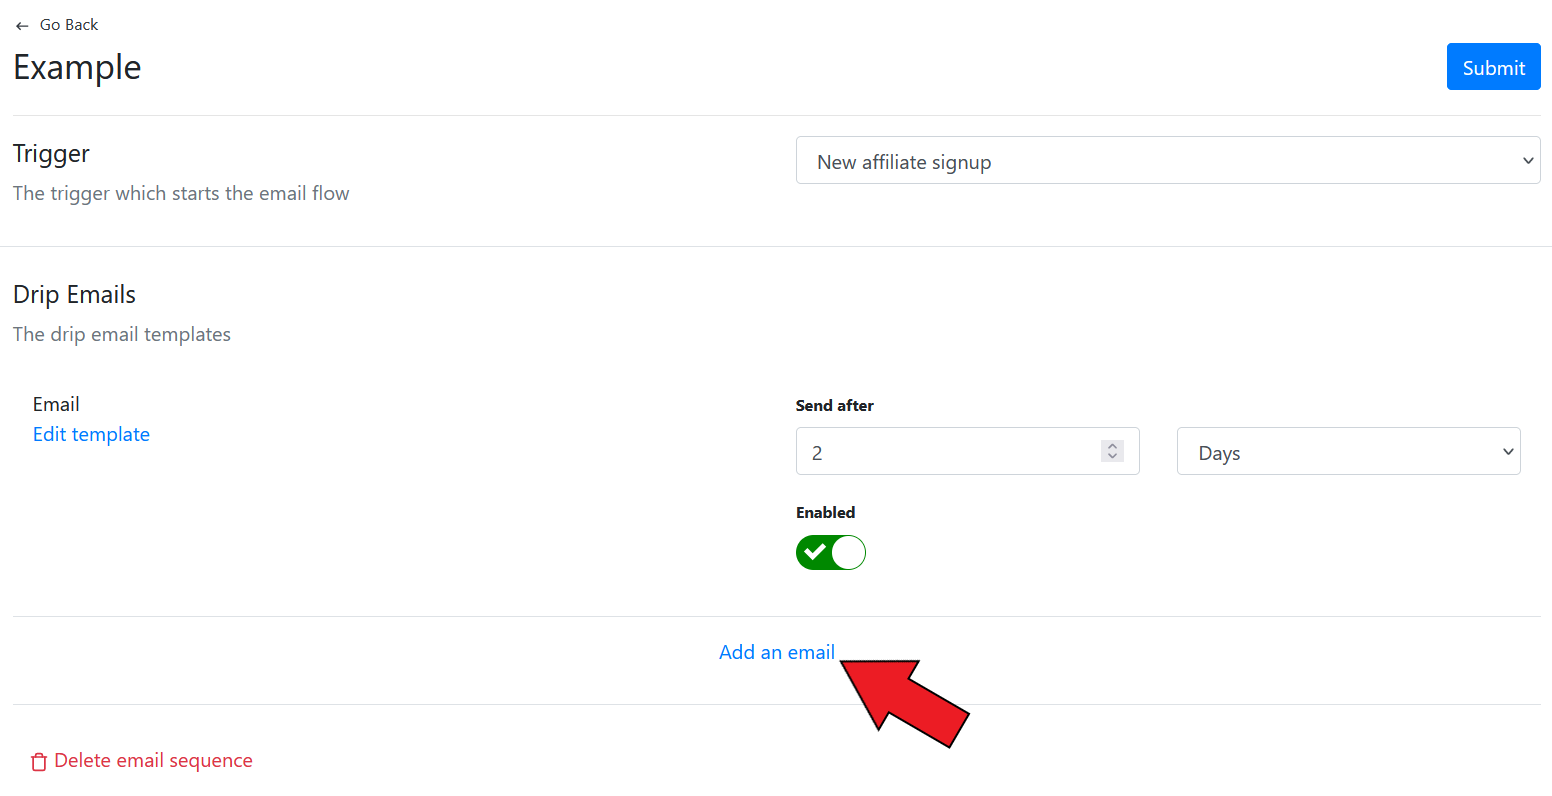 Go Back
Example
Submit
Trigger
New affiliate signup
The trigger which starts the email flow
Drip Emails
The drip email templates
Email
Send after
Edit template
2
Days
Enabled
Add an email
Delete email sequence